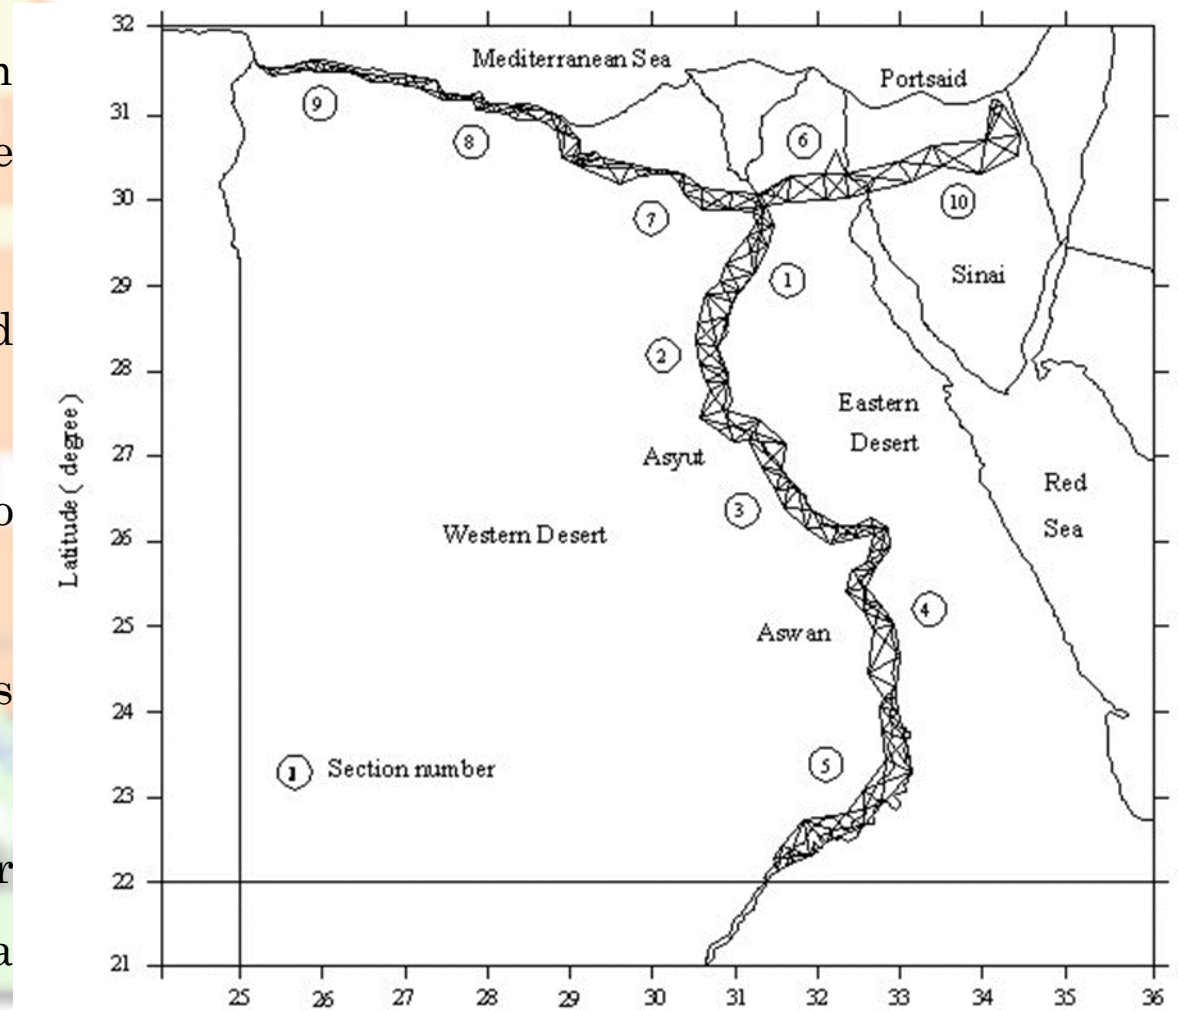 32
Mediterranean Sea
Portsaid
n
9
31
8
6
e
30
7
10
29
1
Sinai
d
2
28
Latitude ( degree )
Eastern
Desert
27
Asyut
Red
Sea
3
o
26
Western Desert
4
25
Aswan
s
24
5
1 Section number
23
r
22
a
21
25 26 27 28 29 30 31 32 33 34 35 36